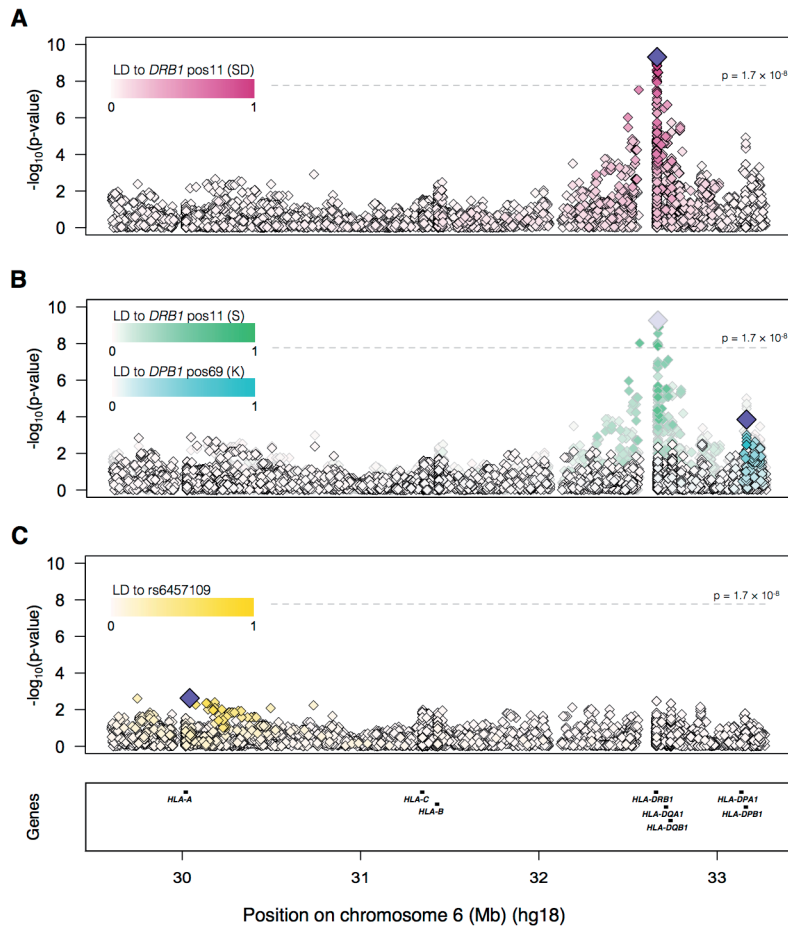 A
10
8
6
4
2
0
-log10(p-value)
LD to DRB1 pos11 (SD)
0 1
p = 1.7 × 10-8
B
10
8
6
4
2
0
-log10(p-value)
LD to DRB1 pos11 (S)
0 1
LD to DPB1 pos69 (K)
0 1
p = 1.7 × 10-8
C
10
8
6
4
2
0
-log10(p-value)
LD to rs6457109
0 1
p = 1.7 × 10-8
Genes
HLA-A HLA-C HLA-DRB1 HLA-DPA1
HLA-B HLA-DQA1 HLA-DPB1
HLA-DQB1
30 31 32 33
Position on chromosome 6 (Mb) (hg18)